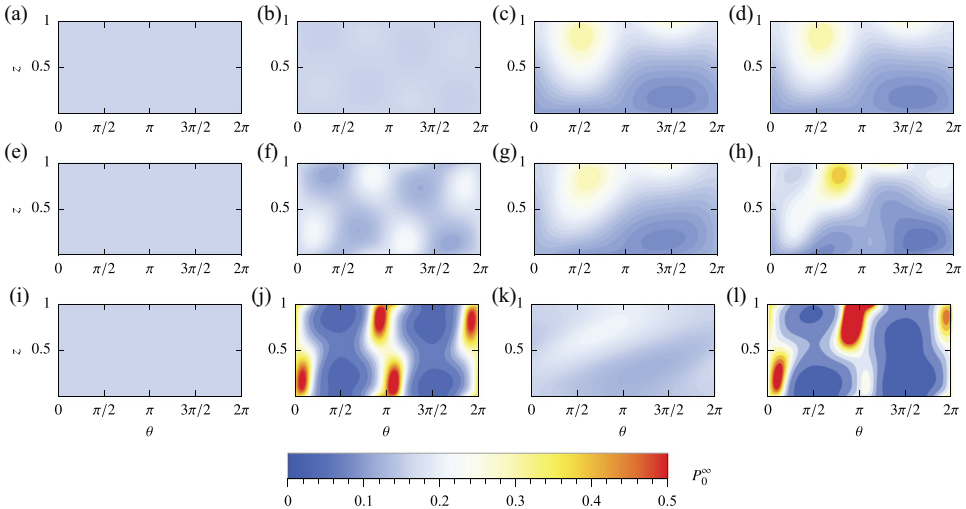 (a) (b) (c) (d)
z 1 0.5 1 0.5 1 0.5 1 0.5
0 π/2 π 3π/2 2π 0 π/2 π 3π/2 2π 0 π/2 π 3π/2 2π 0 π/2 π 3π/2 2π
(e) (f) (g) (h)
z 1 0.5 1 0.5 1 0.5 1 0.5
0 π/2 π 3π/2 2π 0 π/2 π 3π/2 2π 0 π/2 π 3π/2 2π 0 π/2 π 3π/2 2π
(i) (j) (k) (l)
z 1 0.5 1 0.5 1 0.5 1 0.5
0 π/2 π 3π/2 2π 0 π/2 π 3π/2 2π 0 π/2 π 3π/2 2π 0 π/2 π 3π/2 2π
θ θ θ θ
P₀^∞
0 0.1 0.2 0.3 0.4 0.5